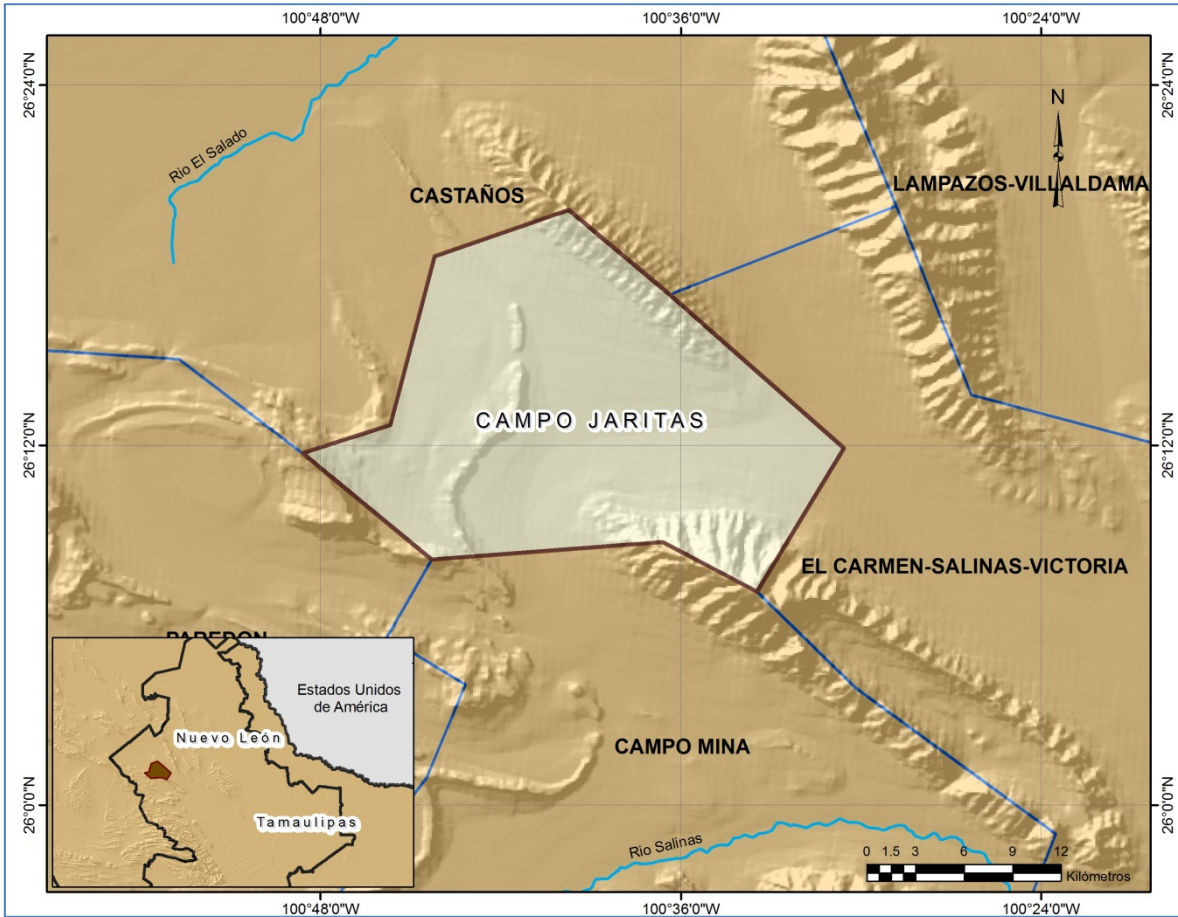 100°48'0"W
100°36'0"W
100°24'0"W
26°24'0"N
26°24'0"N
N
Rio El Salado
CASTAÑOS
LAMPAZOS-VILLALDAMA
CAMPO JARITAS
26°12'0"N
26°12'0"N
EL CARMEN-SALINAS-VICTORIA
PAREDON
Estados Unidos
de América
Nuevo León
CAMPO MINA
Tamaulipas
26°0'0"N
26°0'0"N
Rio Salinas
0 1.5 3 6 9 12
Kilómetros
100°48'0"W
100°36'0"W
100°24'0"W